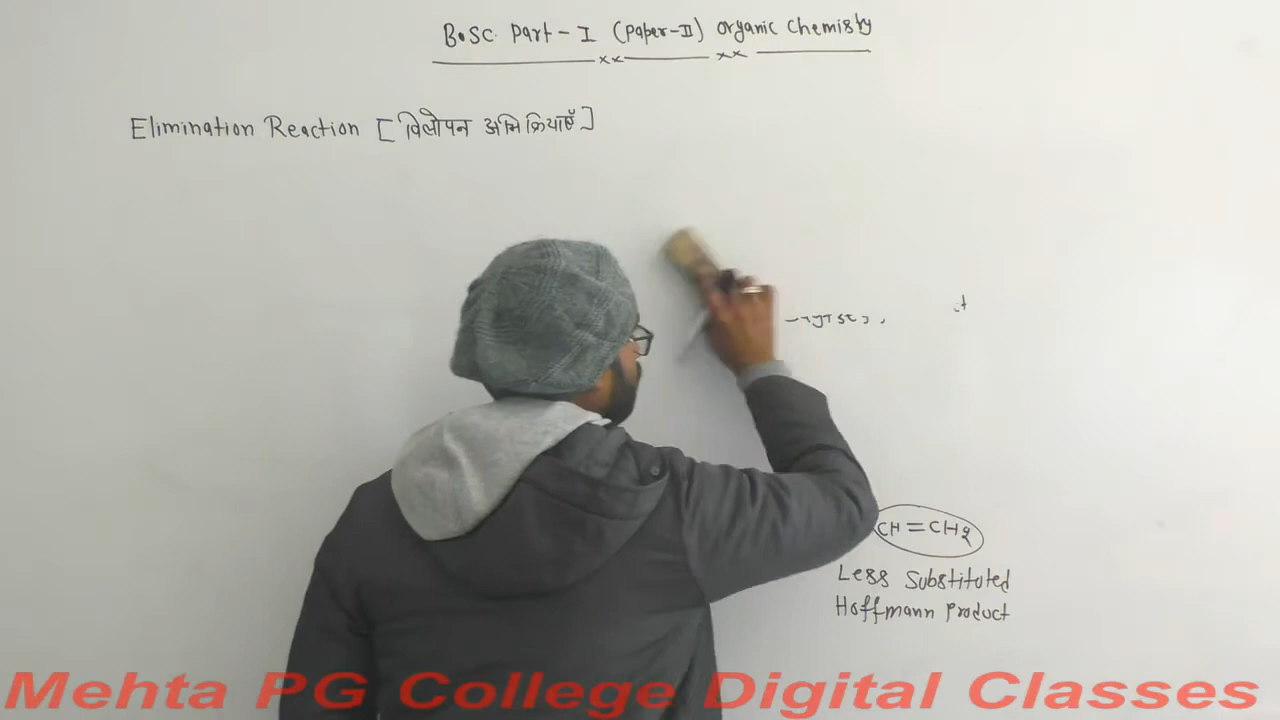 B.Sc. Part-I (Paper-II) Organic Chemistry
Elimination Reaction [विलोपन अभिक्रियाएँ]
CH=CH2
Less Substituted
Hoffmann Product
Mehta PG College Digital Classes